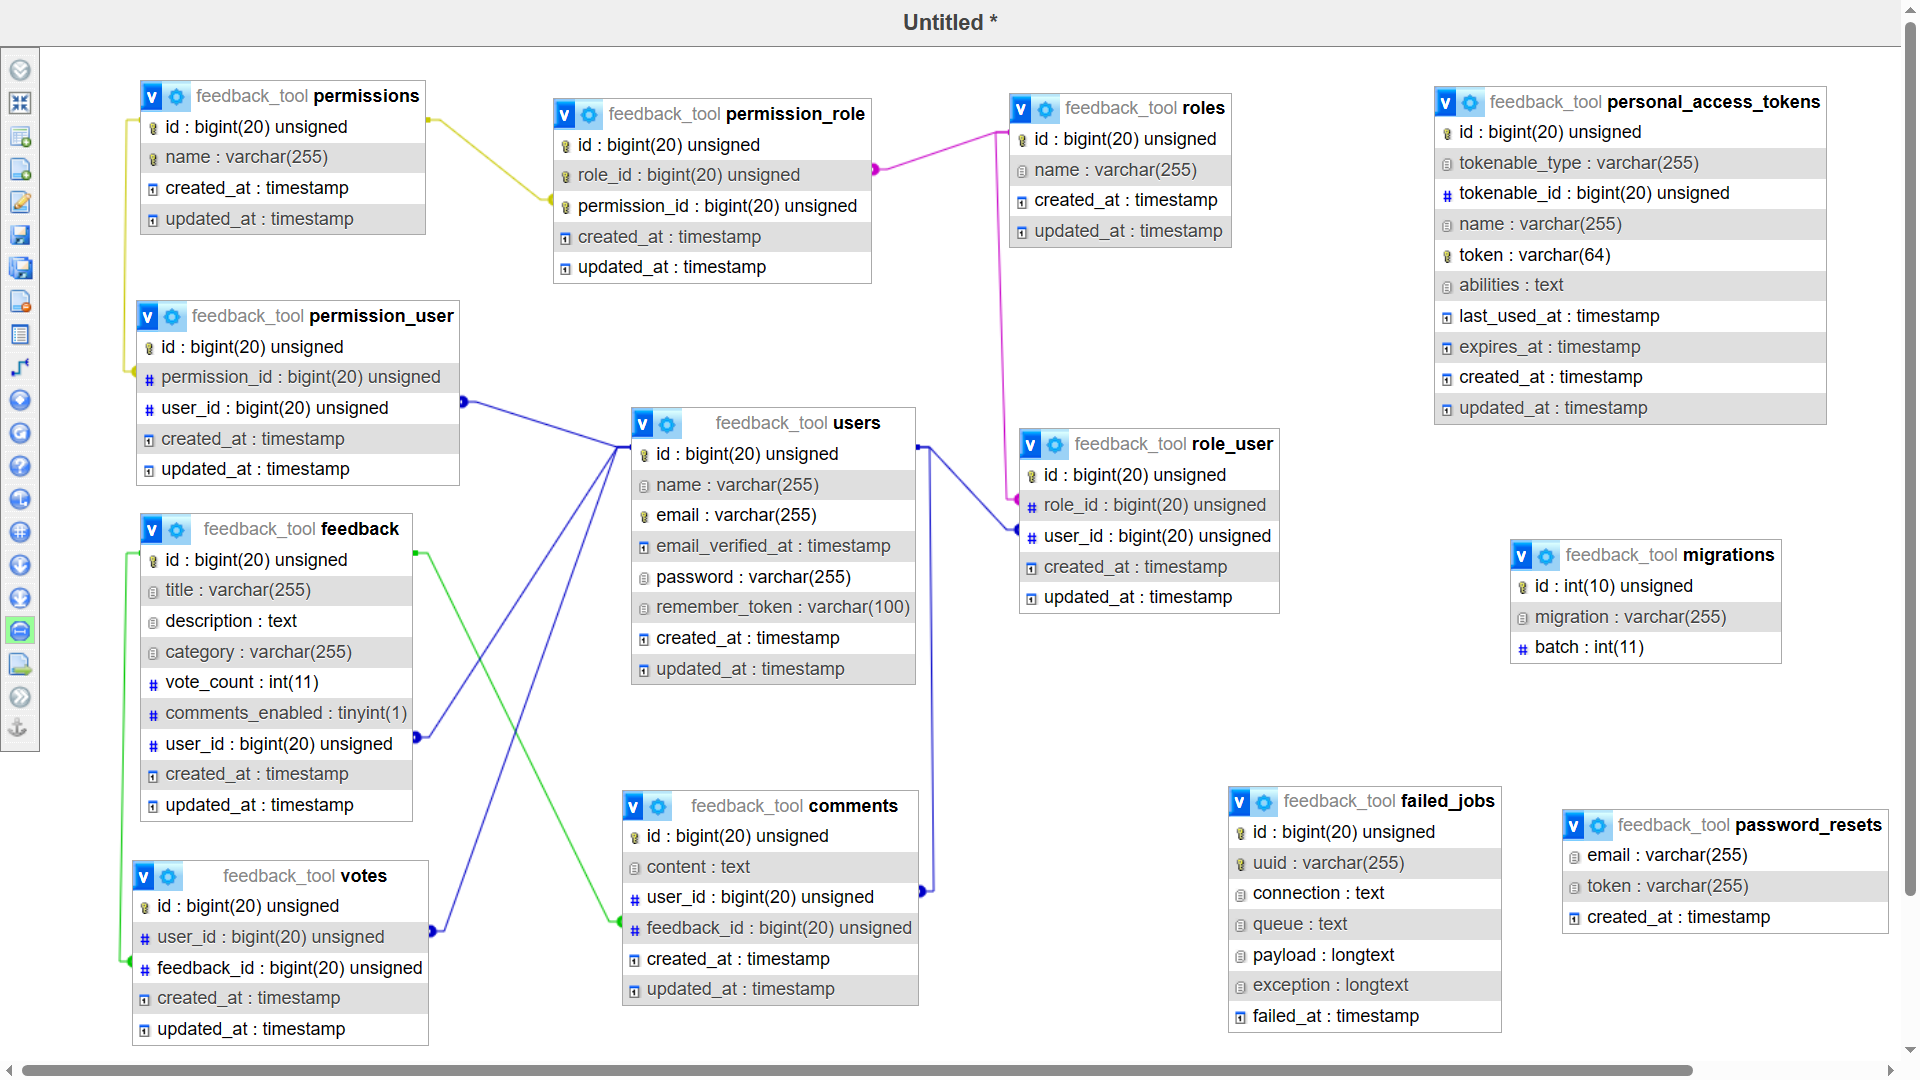 Untitled *
feedback_tool permissions
id : bigint(20) unsigned
name : varchar(255)
created_at : timestamp
updated_at : timestamp
feedback_tool permission_role
id : bigint(20) unsigned
role_id : bigint(20) unsigned
permission_id : bigint(20) unsigned
created_at : timestamp
updated_at : timestamp
feedback_tool roles
id : bigint(20) unsigned
name : varchar(255)
created_at : timestamp
updated_at : timestamp
feedback_tool personal_access_tokens
id : bigint(20) unsigned
tokenable_type : varchar(255)
tokenable_id : bigint(20) unsigned
name : varchar(255)
token : varchar(64)
abilities : text
last_used_at : timestamp
expires_at : timestamp
created_at : timestamp
updated_at : timestamp
feedback_tool permission_user
id : bigint(20) unsigned
permission_id : bigint(20) unsigned
user_id : bigint(20) unsigned
created_at : timestamp
updated_at : timestamp
feedback_tool users
id : bigint(20) unsigned
name : varchar(255)
email : varchar(255)
email_verified_at : timestamp
password : varchar(255)
remember_token : varchar(100)
created_at : timestamp
updated_at : timestamp
feedback_tool role_user
id : bigint(20) unsigned
role_id : bigint(20) unsigned
user_id : bigint(20) unsigned
created_at : timestamp
updated_at : timestamp
feedback_tool feedback
id : bigint(20) unsigned
title : varchar(255)
description : text
category : varchar(255)
vote_count : int(11)
comments_enabled : tinyint(1)
user_id : bigint(20) unsigned
created_at : timestamp
updated_at : timestamp
feedback_tool migrations
id : int(10) unsigned
migration : varchar(255)
batch : int(11)
feedback_tool votes
id : bigint(20) unsigned
user_id : bigint(20) unsigned
feedback_id : bigint(20) unsigned
created_at : timestamp
updated_at : timestamp
feedback_tool comments
id : bigint(20) unsigned
content : text
user_id : bigint(20) unsigned
feedback_id : bigint(20) unsigned
created_at : timestamp
updated_at : timestamp
feedback_tool failed_jobs
id : bigint(20) unsigned
uuid : varchar(255)
connection : text
queue : text
payload : longtext
exception : longtext
failed_at : timestamp
feedback_tool password_resets
email : varchar(255)
token : varchar(255)
created_at : timestamp